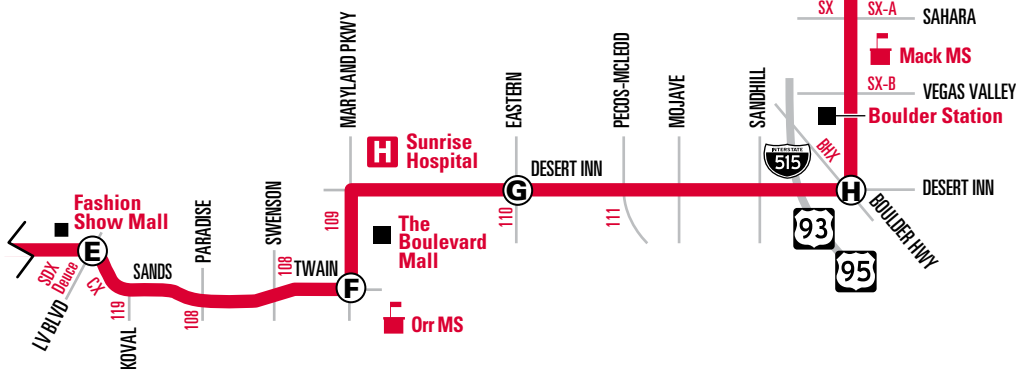 SX
SX-A
SAHARA
Mack MS
SX-B
VEGAS VALLEY
Boulder Station
MARYLAND PKWY
EASTERN
PECOS-MCLEOD
MOJAVE
SANDHILL
H
Sunrise
Hospital
INTERSTATE
515
BHX
G
DESERT INN
H
DESERT INN
109
110
111
BOULDER HWY
93
95
Fashion
Show Mall
E
SDX
Deuce
CX
LV BLVD
SANDS
119
KOVAL
PARADISE
108
SWENSON
108
TWAIN
F
The
Boulevard
Mall
Orr MS